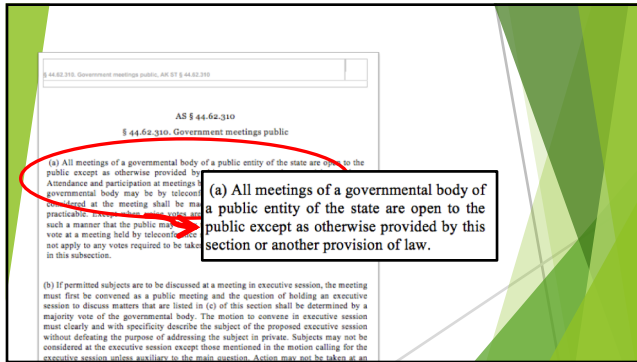 § 44.62.310. Government meetings public, AK ST § 44.62.310
AS § 44.62.310
§ 44.62.310. Government meetings public
(a) All meetings of a governmental body of a public entity of the state are open to the
public except as otherwise provided by
Attendance and participation at meetings b
governmental body may be by teleconf
considered at the meeting shall be ma
practicable. Except when voice votes are
such a manner that the public may
vote at a meeting held by teleconference
not apply to any votes required to be take
in this subsection.
(a) All meetings of a governmental body of
a public entity of the state are open to the
public except as otherwise provided by this
section or another provision of law.
(b) If permitted subjects are to be discussed at a meeting in executive session, the meeting
must first be convened as a public meeting and the question of holding an executive
session to discuss matters that are listed in (c) of this section shall be determined by a
majority vote of the governmental body. The motion to convene in executive session
must clearly and with specificity describe the subject of the proposed executive session
without defeating the purpose of addressing the subject in private. Subjects may not be
considered at the executive session except those mentioned in the motion calling for the
executive session unless auxiliary to the main question. Action may not be taken at an